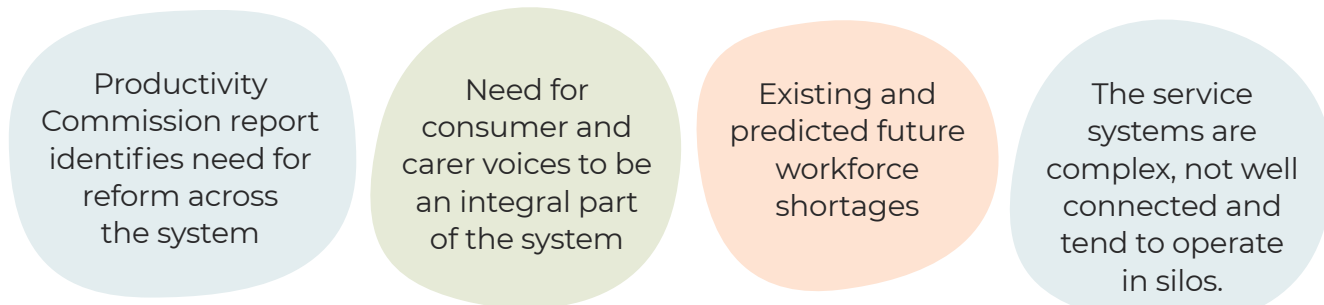 Productivity
Commission report
identifies need for
reform across
the system
Need for
consumer and
carer voices to be
an integral part
of the system
Existing and
predicted future
workforce
shortages
The service
systems are
complex, not well
connected and
tend to operate
in silos.